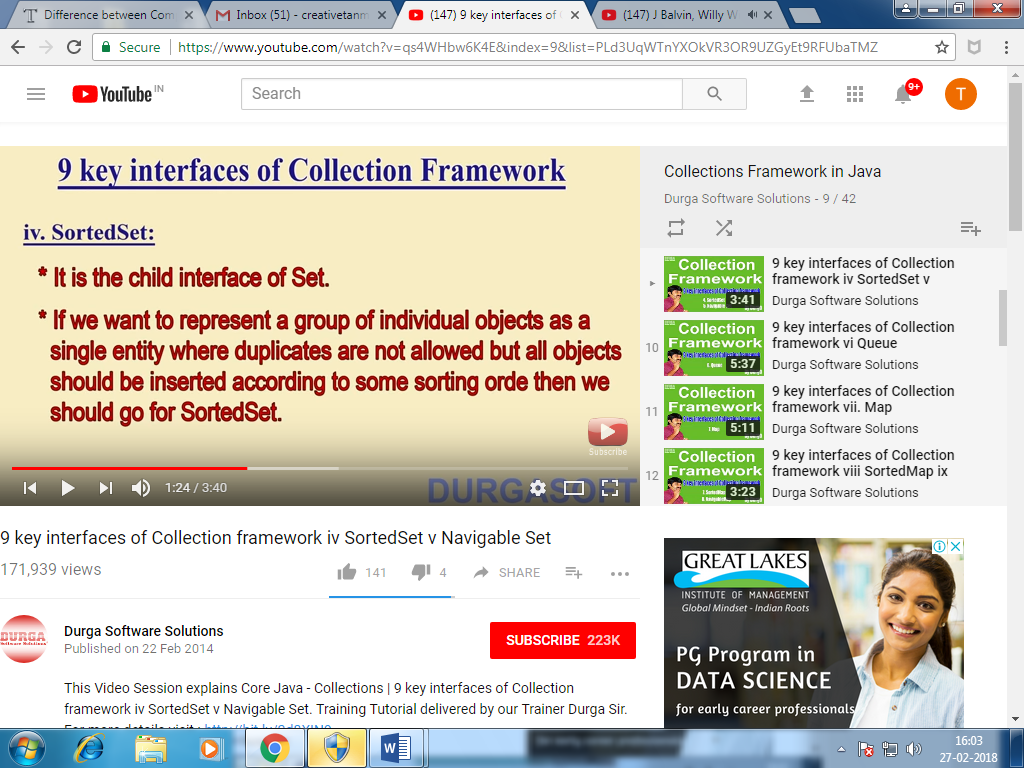 Difference between Com
Inbox (51) - creativetanm
(147) 9 key interfaces of
(147) J Balvin, Willy W
Secure
https://www.youtube.com/watch?v=qs4WHbw6K4E&index=9&list=PLd3UqWTnYXOkVR3OR9UZGyEt9RFUbaTMZ
YouTube IN
Search
9+
T
9 key interfaces of Collection Framework
iv. SortedSet:
* It is the child interface of Set.
* If we want to represent a group of individual objects as a
single entity where duplicates are not allowed but all objects
should be inserted according to some sorting orde then we
should go for SortedSet.
Subscribe
DURGASOFT
1:24 / 3:40
Collections Framework in Java
Durga Software Solutions - 9 / 42
Collection
Framework
3:41
9 key interfaces of Collection
framework iv SortedSet v
Durga Software Solutions
10
Collection
Framework
5:37
9 key interfaces of Collection
framework vi Queue
Durga Software Solutions
11
Collection
Framework
5:11
9 key interfaces of Collection
framework vii. Map
Durga Software Solutions
12
Collection
Framework
3:23
9 key interfaces of Collection
framework viii SortedMap ix
Durga Software Solutions
9 key interfaces of Collection framework iv SortedSet v Navigable Set
171,939 views
141
4
SHARE
DURGA
Software Solutions
Durga Software Solutions
Published on 22 Feb 2014
SUBSCRIBE 223K
This Video Session explains Core Java - Collections | 9 key interfaces of Collection
framework iv SortedSet v Navigable Set. Training Tutorial delivered by our Trainer Durga Sir.
For more details visit :
GREAT LAKES
INSTITUTE OF MANAGEMENT
Global Mindset - Indian Roots
PG Program in
DATA SCIENCE
for early career professionals
16:03
27-02-2018